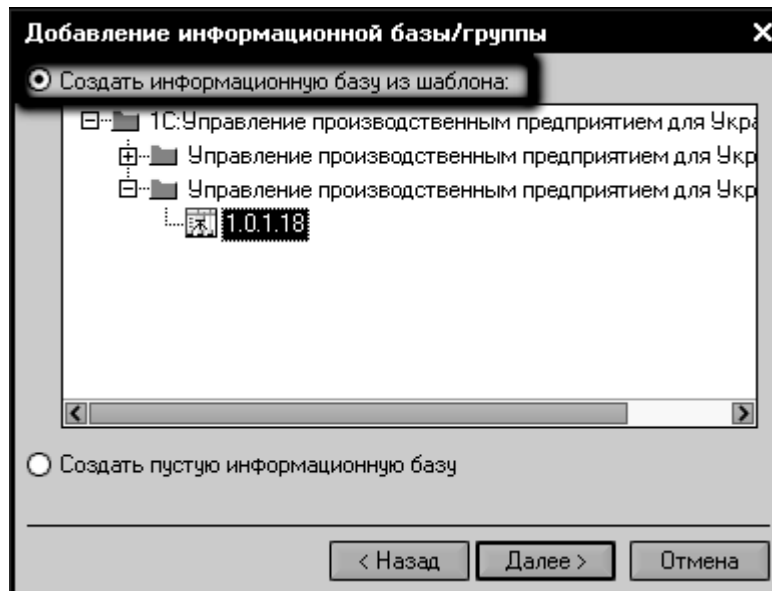 Добавление информационной базы/группы
Создать информационную базу из шаблона:
1С:Управление производственным предприятием для Укра
Управление производственным предприятием для Укр
Управление производственным предприятием для Укр
1.0.1.18
Создать пустую информационную базу
< Назад Далее > Отмена